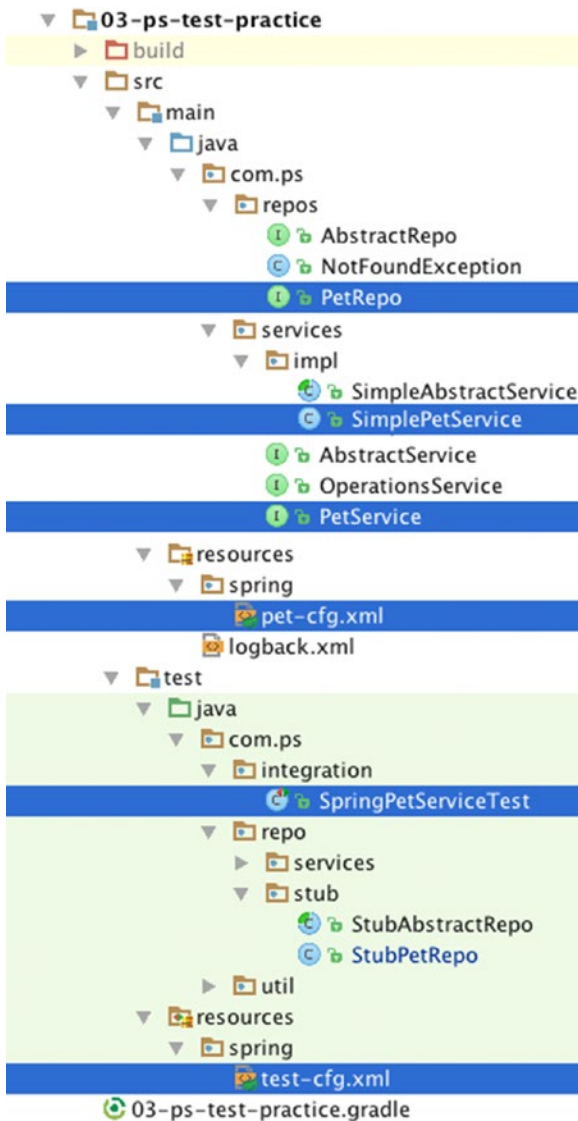 03-ps-test-practice
build
src
main
java
com.ps
repos
I AbstractRepo
C NotFoundException
I PetRepo
services
impl
C SimpleAbstractService
C SimplePetService
I AbstractService
I OperationsService
I PetService
resources
spring
pet-cfg.xml
logback.xml
test
java
com.ps
integration
C SpringPetServiceTest
repo
services
stub
C StubAbstractRepo
C StubPetRepo
util
resources
spring
test-cfg.xml
03-ps-test-practice.gradle